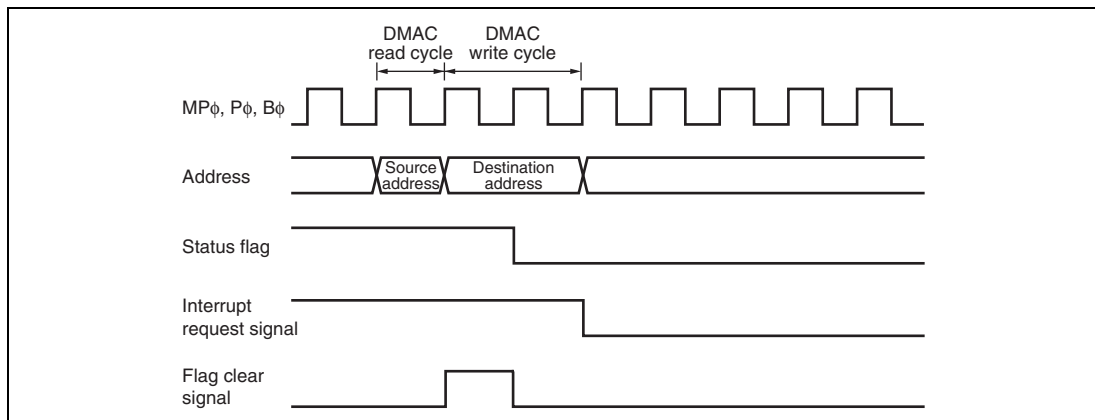 DMAC
read cycle
DMAC
write cycle
MPϕ, Pϕ, Bϕ
Address
Source
address
Destination
address
Status flag
Interrupt
request signal
Flag clear
signal